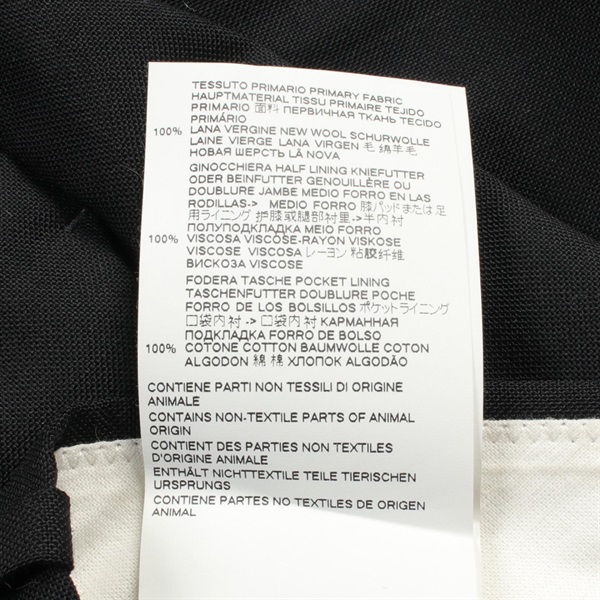 TESSUTO PRIMARIO PRIMARY FABRIC
HAUPTMATERIAL TISSU PRIMAIRE TEJIDO
PRIMARIO 面料 ПЕРВИЧНАЯ ТКАНЬ TECIDO
PRIMÁRIO
100% LANA VERGINE NEW WOOL SCHURWOLLE
LAINE VIERGE LANA VIRGEN 毛 绵羊毛
НОВАЯ ШЕРСТЬ LÃ NOVA
GINOCCHIERA HALF LINING KNIEFUTTER
ODER BEINFUTTER GENOUILLÈRE OU
DOUBLURE JAMBE MEDIO FORRO EN LAS
RODILLAS-> MEDIO FORRO 膝パッドまたは足
用ライニング 护膝或腿部衬里->半内衬
ПОЛУПОДКЛАДКА MEIO FORRO
100% VISCOSA VISCOSE-RAYON VISKOSE
VISCOSE VISCOSA レーヨン 粘胶纤维
ВИСКОЗА VISCOSE
FODERA TASCHE POCKET LINING
TASCHENFUTTER DOUBLURE POCHE
FORRO DE LOS BOLSILLOS ポケットライニング
口袋内衬 -> 口袋内衬 КАРМАННАЯ
ПОДКЛАДКА FORRO DE BOLSO
100% COTONE COTTON BAUMWOLLE COTON
ALGODON 綿 棉 ХЛОПОК ALGODÃO
CONTIENE PARTI NON TESSILI DI ORIGINE
ANIMALE
CONTAINS NON-TEXTILE PARTS OF ANIMAL
ORIGIN
CONTIENT DES PARTIES NON TEXTILES
D'ORIGINE ANIMALE
ENTHÄLT NICHTTEXTILE TEILE TIERISCHEN
URSPRUNGS
CONTIENE PARTES NO TEXTILES DE ORIGEN
ANIMAL